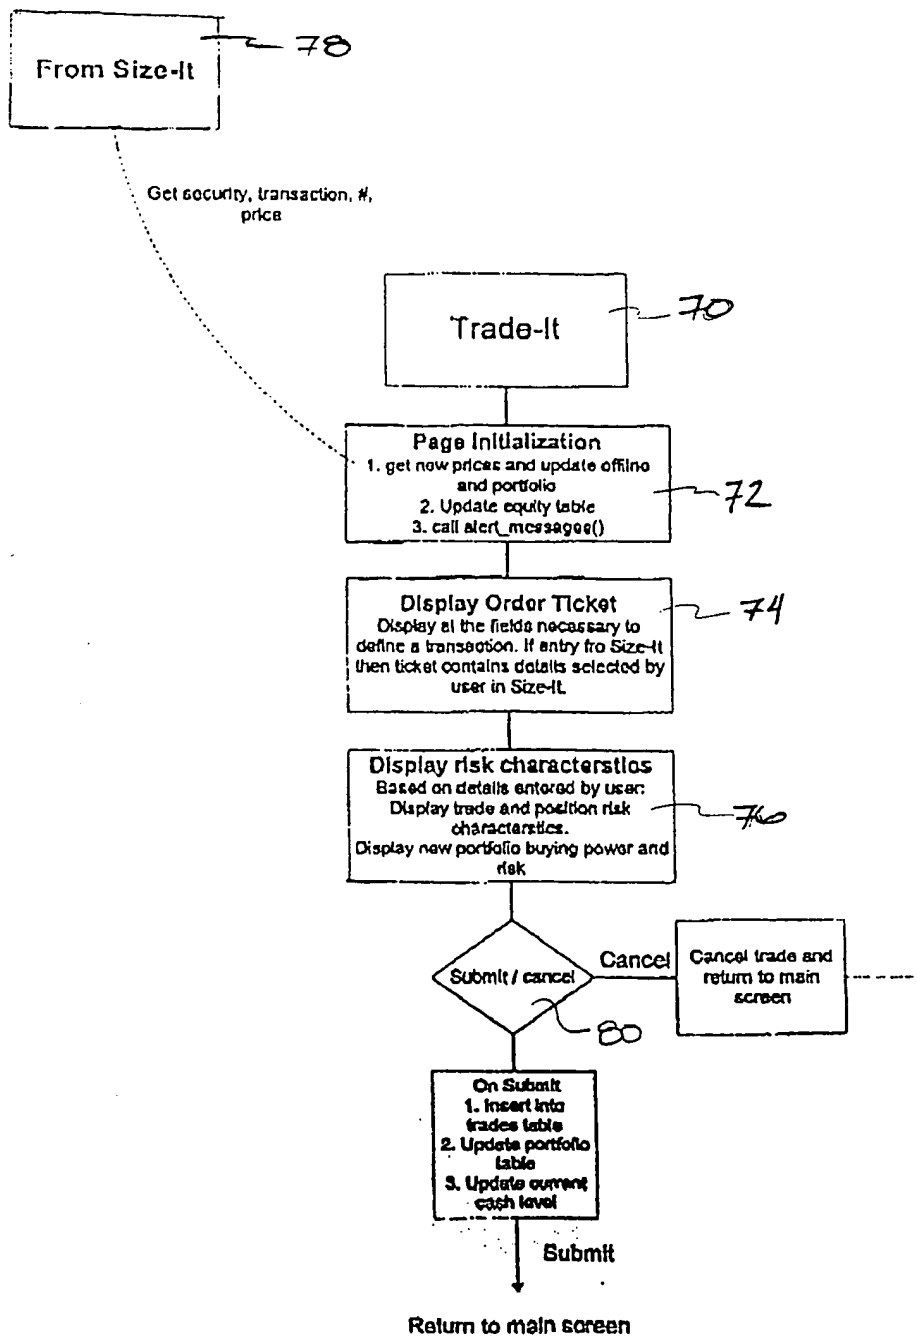 78
From Size-It
Get security, transaction, #,
price
Trade-It
70
Page Initialization
1. get new prices and update offline
and portfolio
2. Update equity table
3. call alert_messages()
72
Display Order Ticket
Display al the fields necessary to
define a transaction. If entry fro Size-It
then ticket contains details selected by
user in Size-It.
74
Display risk characterstics
Based on details entered by user:
Display trade and position risk
characterstics.
Display new portfolio buying power and
risk
76
Submit / cancel
Cancel
Cancel trade and
return to main
screen
80
On Submit
1. Insert into
trades table
2. Update portfolio
table
3. Update current
cash level
Submit
Return to main screen